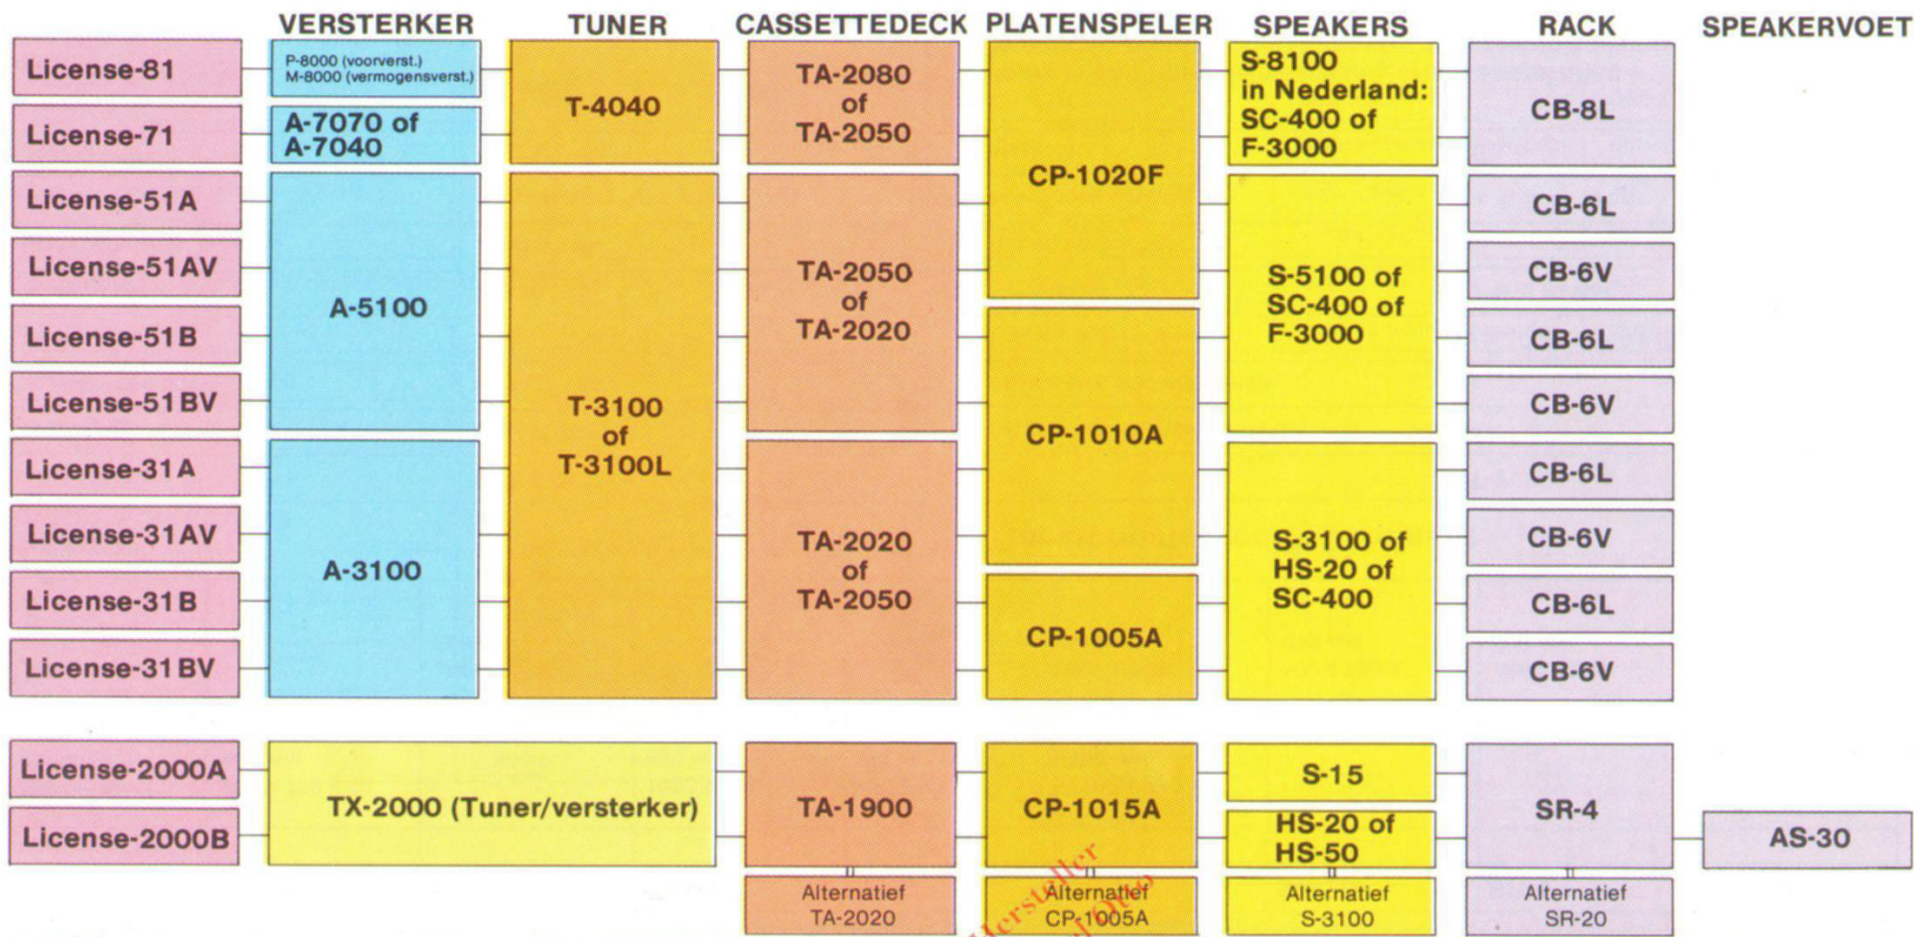 VERSTERKER TUNER CASSETTEDECK PLATENSPELER SPEAKERS RACK SPEAKERVOET
License-81
License-71
License-51A
License-51AV
License-51B
License-51BV
License-31A
License-31AV
License-31B
License-31BV
P-8000 (voorverst.)
M-8000 (vermogensverst.)
A-7070 of
A-7040
A-5100
A-3100
T-4040
T-3100
of
T-3100L
TA-2080
of
TA-2050
TA-2050
of
TA-2020
TA-2020
of
TA-2050
CP-1020F
CP-1010A
CP-1005A
S-8100
in Nederland:
SC-400 of
F-3000
S-5100 of
SC-400 of
F-3000
S-3100 of
HS-20 of
SC-400
CB-8L
CB-6L
CB-6V
CB-6L
CB-6V
CB-6L
CB-6V
CB-6L
CB-6V
License-2000A
License-2000B
TX-2000 (Tuner/versterker)
TA-1900
CP-1015A
S-15
HS-20 of
HS-50
SR-4
AS-30
Alternatief
TA-2020
Alternatief
CP-1005A
Alternatief
S-3100
Alternatief
SR-20
Hersteller